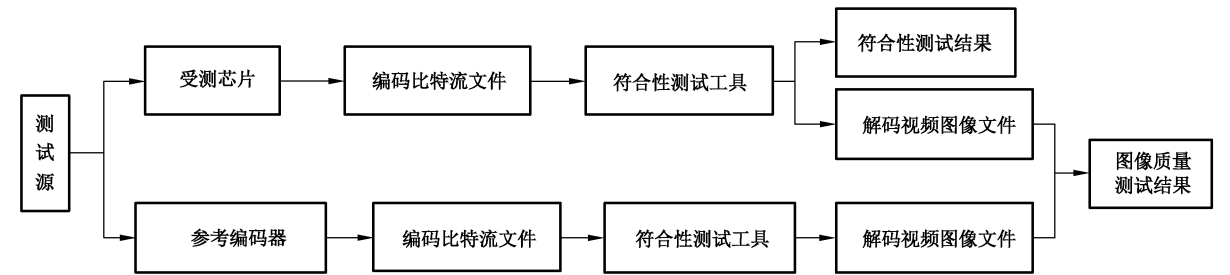 测
试
源
受测芯片
编码比特流文件
符合性测试工具
符合性测试结果
解码视频图像文件
参考编码器
编码比特流文件
符合性测试工具
解码视频图像文件
图像质量
测试结果